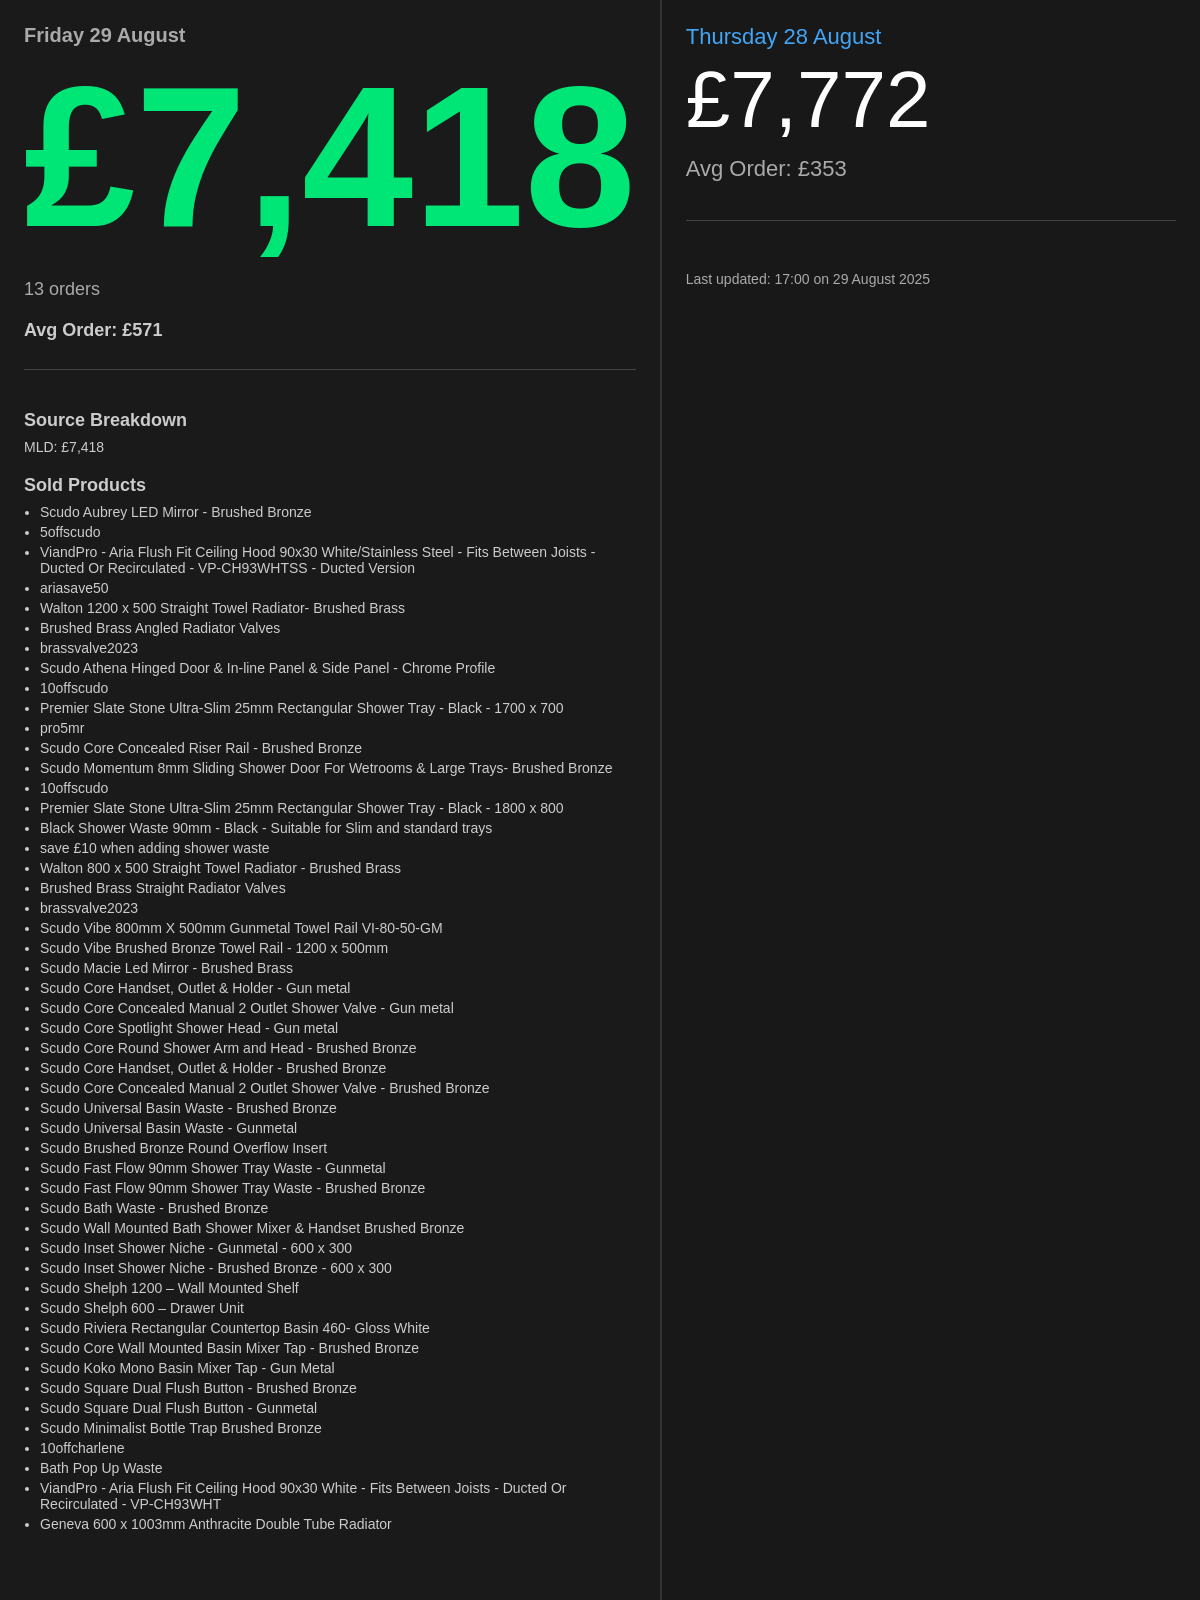 Friday 29 August
£7,418
13 orders
Avg Order: £571
Source Breakdown
MLD: £7,418
Sold Products
Scudo Aubrey LED Mirror - Brushed Bronze
5offscudo
ViandPro - Aria Flush Fit Ceiling Hood 90x30 White/Stainless Steel - Fits Between Joists -
Ducted Or Recirculated - VP-CH93WHTSS - Ducted Version
ariasave50
Walton 1200 x 500 Straight Towel Radiator- Brushed Brass
Brushed Brass Angled Radiator Valves
brassvalve2023
Scudo Athena Hinged Door & In-line Panel & Side Panel - Chrome Profile
10offscudo
Premier Slate Stone Ultra-Slim 25mm Rectangular Shower Tray - Black - 1700 x 700
pro5mr
Scudo Core Concealed Riser Rail - Brushed Bronze
Scudo Momentum 8mm Sliding Shower Door For Wetrooms & Large Trays- Brushed Bronze
10offscudo
Premier Slate Stone Ultra-Slim 25mm Rectangular Shower Tray - Black - 1800 x 800
Black Shower Waste 90mm - Black - Suitable for Slim and standard trays
save £10 when adding shower waste
Walton 800 x 500 Straight Towel Radiator - Brushed Brass
Brushed Brass Straight Radiator Valves
brassvalve2023
Scudo Vibe 800mm X 500mm Gunmetal Towel Rail VI-80-50-GM
Scudo Vibe Brushed Bronze Towel Rail - 1200 x 500mm
Scudo Macie Led Mirror - Brushed Brass
Scudo Core Handset, Outlet & Holder - Gun metal
Scudo Core Concealed Manual 2 Outlet Shower Valve - Gun metal
Scudo Core Spotlight Shower Head - Gun metal
Scudo Core Round Shower Arm and Head - Brushed Bronze
Scudo Core Handset, Outlet & Holder - Brushed Bronze
Scudo Core Concealed Manual 2 Outlet Shower Valve - Brushed Bronze
Scudo Universal Basin Waste - Brushed Bronze
Scudo Universal Basin Waste - Gunmetal
Scudo Brushed Bronze Round Overflow Insert
Scudo Fast Flow 90mm Shower Tray Waste - Gunmetal
Scudo Fast Flow 90mm Shower Tray Waste - Brushed Bronze
Scudo Bath Waste - Brushed Bronze
Scudo Wall Mounted Bath Shower Mixer & Handset Brushed Bronze
Scudo Inset Shower Niche - Gunmetal - 600 x 300
Scudo Inset Shower Niche - Brushed Bronze - 600 x 300
Scudo Shelph 1200 – Wall Mounted Shelf
Scudo Shelph 600 – Drawer Unit
Scudo Riviera Rectangular Countertop Basin 460- Gloss White
Scudo Core Wall Mounted Basin Mixer Tap - Brushed Bronze
Scudo Koko Mono Basin Mixer Tap - Gun Metal
Scudo Square Dual Flush Button - Brushed Bronze
Scudo Square Dual Flush Button - Gunmetal
Scudo Minimalist Bottle Trap Brushed Bronze
10offcharlene
Bath Pop Up Waste
ViandPro - Aria Flush Fit Ceiling Hood 90x30 White - Fits Between Joists - Ducted Or
Recirculated - VP-CH93WHT
Geneva 600 x 1003mm Anthracite Double Tube Radiator
Thursday 28 August
£7,772
Avg Order: £353
Last updated: 17:00 on 29 August 2025